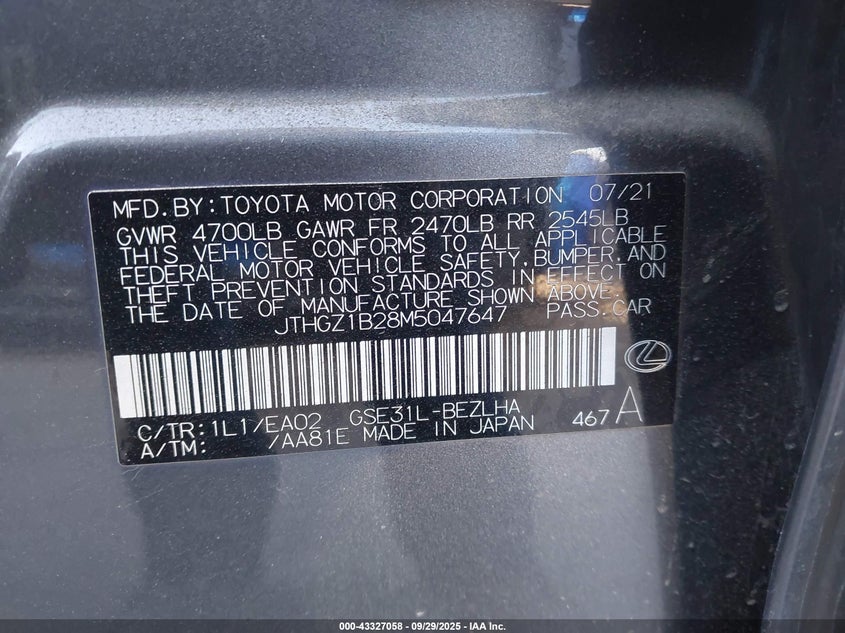 MFD.BY:TOYOTA MOTOR CORPORATION 07/21
GVWR 4700LB GAWR FR 2470LB RR 2545LB
THIS VEHICLE CONFORMS TO ALL APPLICABLE
FEDERAL MOTOR VEHICLE SAFETY,BUMPER,AND
THEFT PREVENTION STANDARDS IN EFFECT ON
THE DATE OF MANUFACTURE SHOWN ABOVE.
JTHGZ1B28M5047647 PASS.CAR
C/TR:1L1/EA02 GSE31L-BEZLHA 467 A
A/TM: /AA81E MADE IN JAPAN
000-43327058 - 09/29/2025 - IAA Inc.